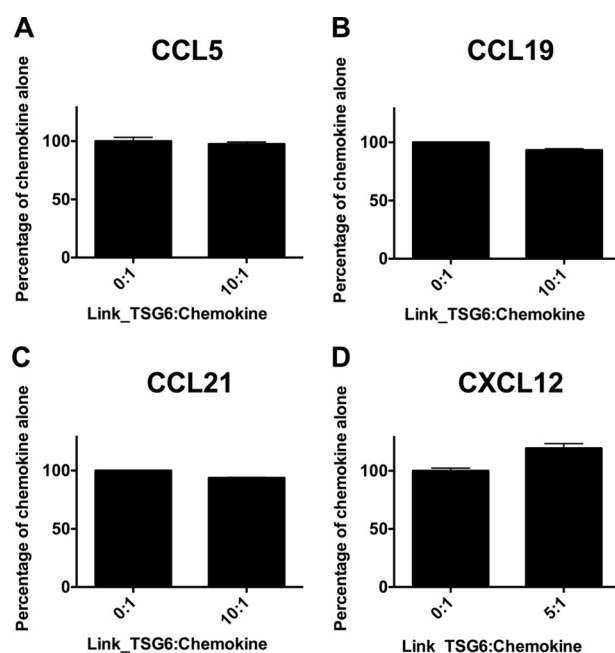 A
CCL5
Percentage of chemokine alone
100
50
0
0:1
10:1
Link_TSG6:Chemokine
B
CCL19
Percentage of chemokine alone
100
50
0
0:1
10:1
Link_TSG6:Chemokine
C
CCL21
Percentage of chemokine alone
100
50
0
0:1
10:1
Link_TSG6:Chemokine
D
CXCL12
Percentage of chemokine alone
100
50
0
0:1
5:1
Link_TSG6:Chemokine